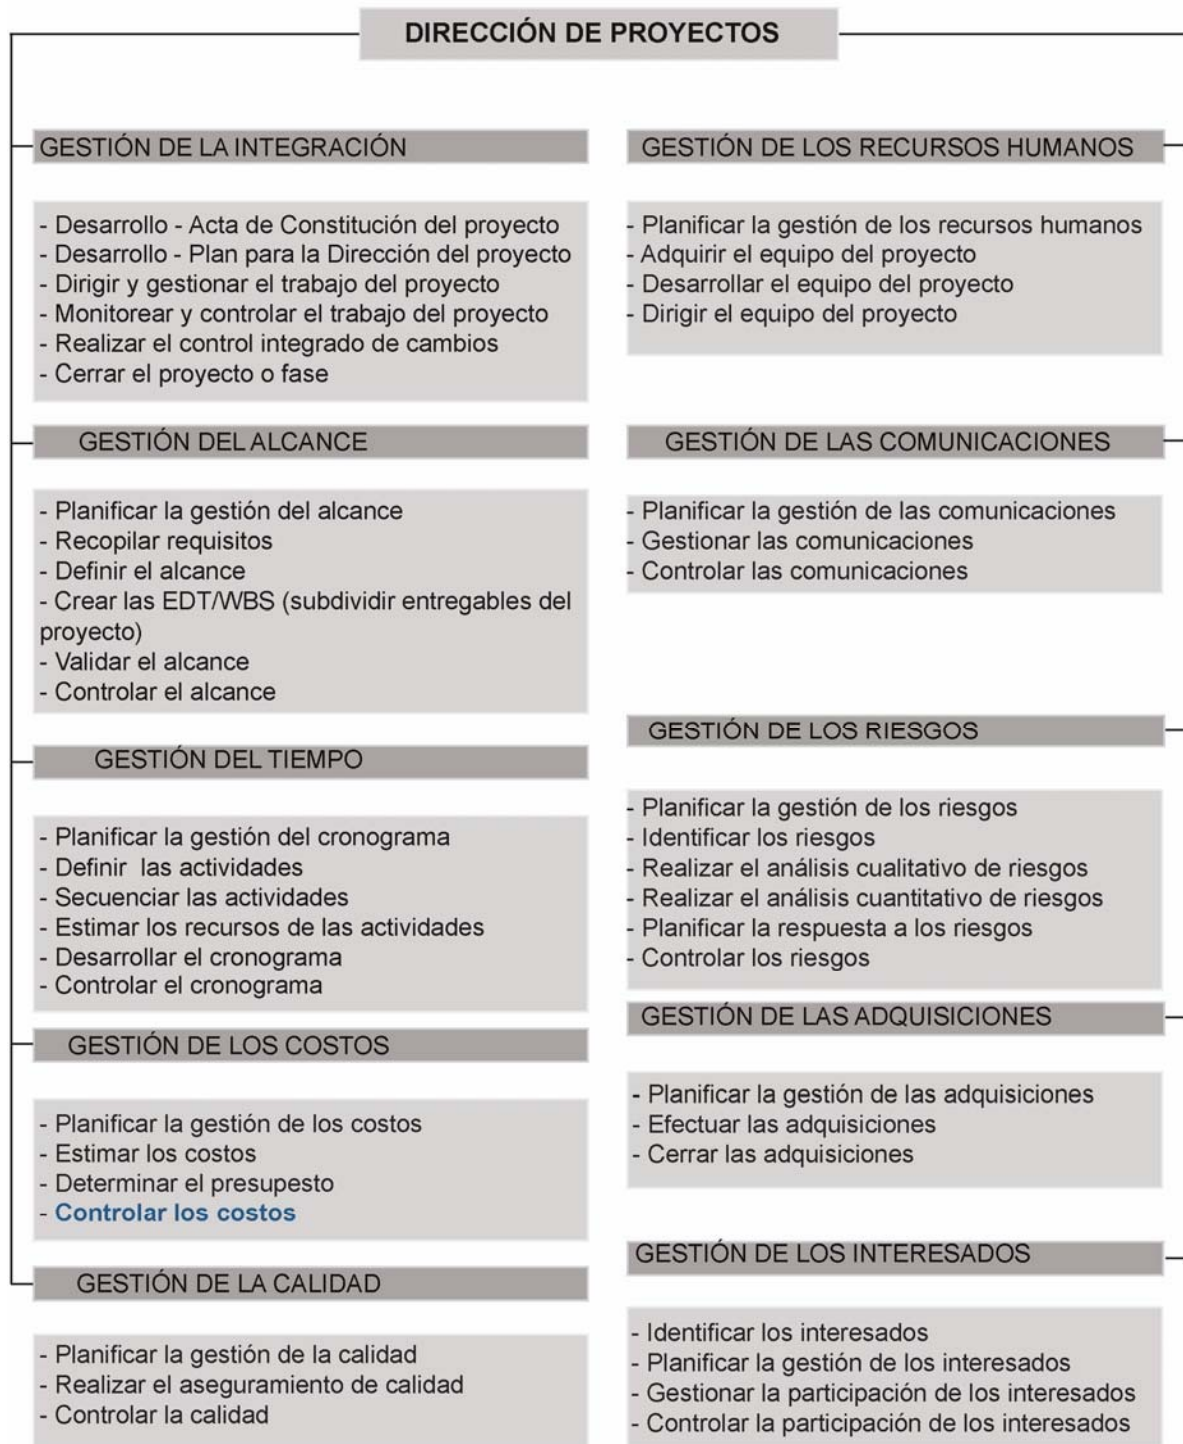 DIRECCIÓN DE PROYECTOS
GESTIÓN DE LA INTEGRACIÓN
- Desarrollo - Acta de Constitución del proyecto
- Desarrollo - Plan para la Dirección del proyecto
- Dirigir y gestionar el trabajo del proyecto
- Monitorear y controlar el trabajo del proyecto
- Realizar el control integrado de cambios
- Cerrar el proyecto o fase
GESTIÓN DEL ALCANCE
- Planificar la gestión del alcance
- Recopilar requisitos
- Definir el alcance
- Crear las EDT/WBS (subdividir entregables del
proyecto)
- Validar el alcance
- Controlar el alcance
GESTIÓN DEL TIEMPO
- Planificar la gestión del cronograma
- Definir las actividades
- Secuenciar las actividades
- Estimar los recursos de las actividades
- Desarrollar el cronograma
- Controlar el cronograma
GESTIÓN DE LOS COSTOS
- Planificar la gestión de los costos
- Estimar los costos
- Determinar el presupesto
- Controlar los costos
GESTIÓN DE LA CALIDAD
- Planificar la gestión de la calidad
- Realizar el aseguramiento de calidad
- Controlar la calidad
GESTIÓN DE LOS RECURSOS HUMANOS
- Planificar la gestión de los recursos humanos
- Adquirir el equipo del proyecto
- Desarrollar el equipo del proyecto
- Dirigir el equipo del proyecto
GESTIÓN DE LAS COMUNICACIONES
- Planificar la gestión de las comunicaciones
- Gestionar las comunicaciones
- Controlar las comunicaciones
GESTIÓN DE LOS RIESGOS
- Planificar la gestión de los riesgos
- Identificar los riesgos
- Realizar el análisis cualitativo de riesgos
- Realizar el análisis cuantitativo de riesgos
- Planificar la respuesta a los riesgos
- Controlar los riesgos
GESTIÓN DE LAS ADQUISICIONES
- Planificar la gestión de las adquisiciones
- Efectuar las adquisiciones
- Cerrar las adquisiciones
GESTIÓN DE LOS INTERESADOS
- Identificar los interesados
- Planificar la gestión de los interesados
- Gestionar la participación de los interesados
- Controlar la participación de los interesados